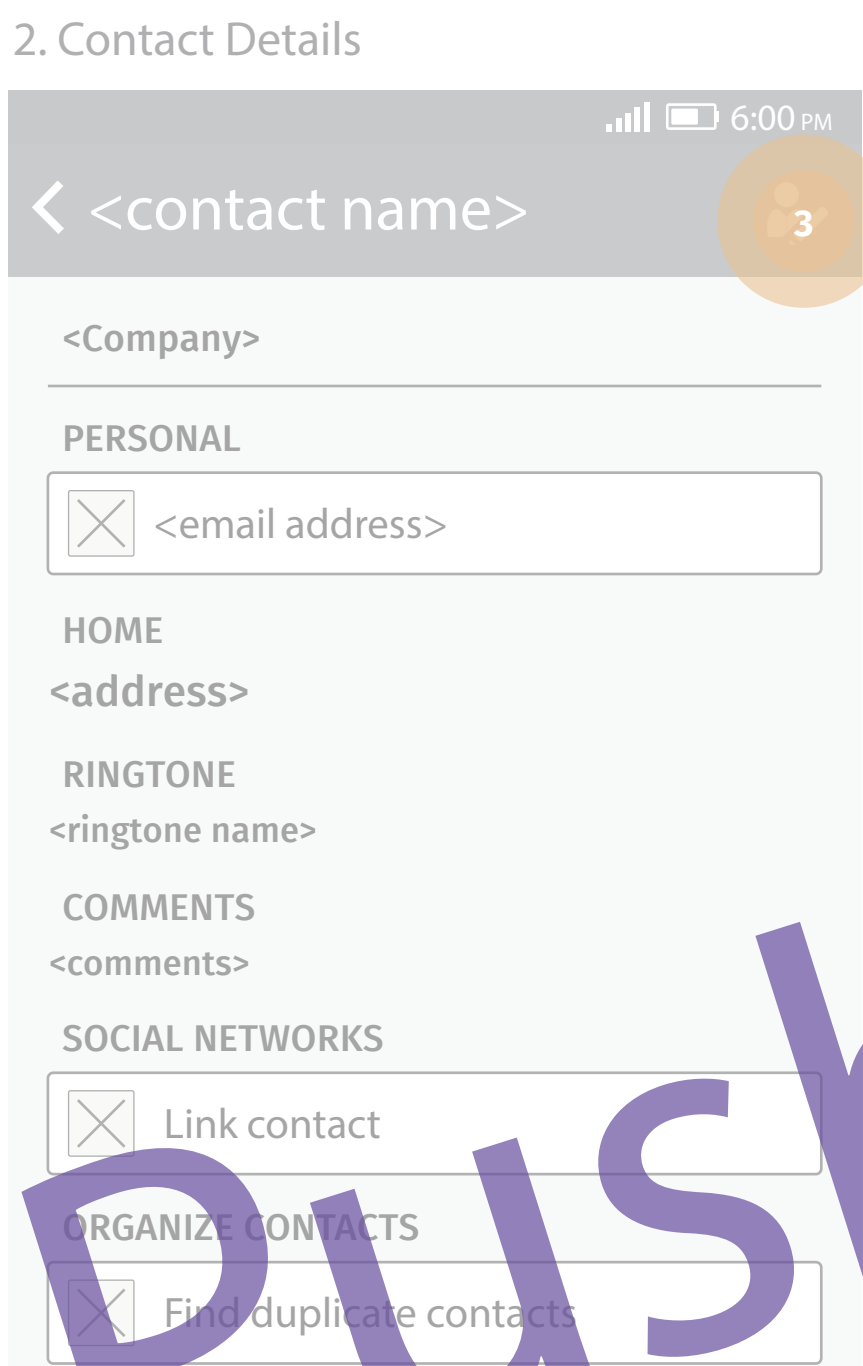 2. Contact Details
6:00 PM
<contact name>
3
<Company>
PERSONAL
<email address>
HOME
<address>
RINGTONE
<ringtone name>
COMMENTS
<comments>
SOCIAL NETWORKS
Link contact
ORGANIZE CONTACTS
Find duplicate contacts